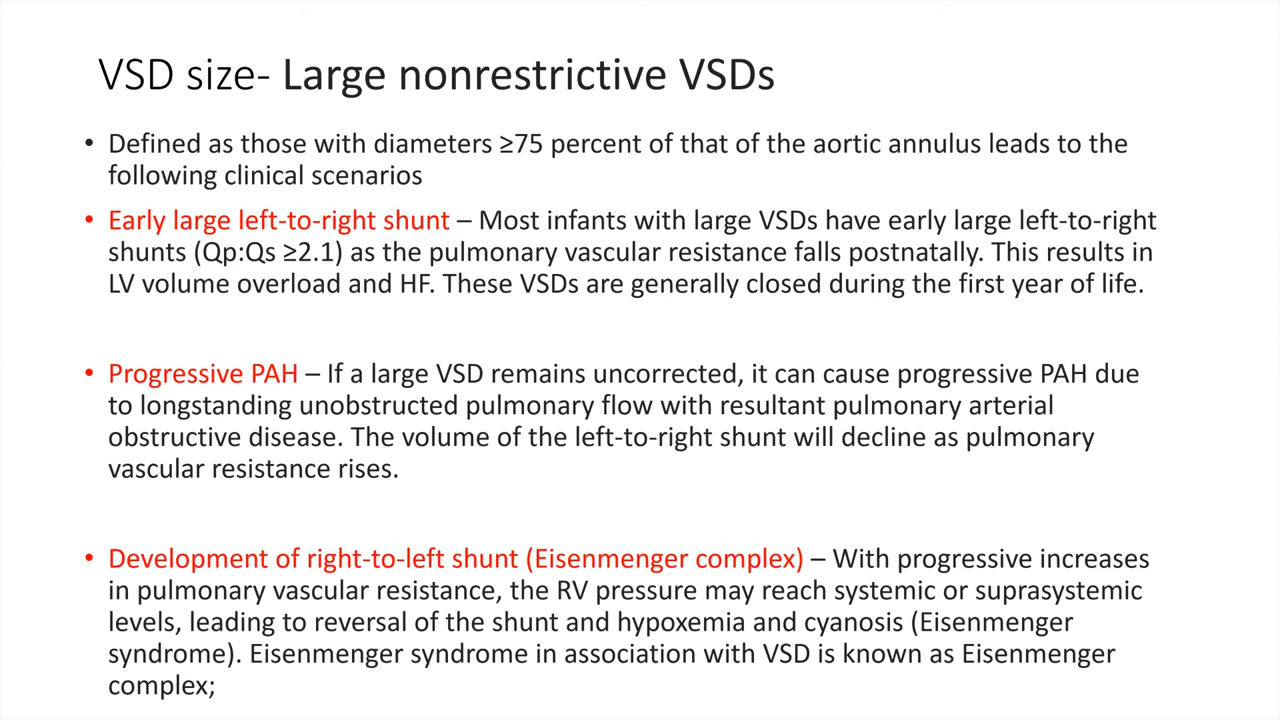 VSD size- Large nonrestrictive VSDs
• Defined as those with diameters ≥75 percent of that of the aortic annulus leads to the
following clinical scenarios
• Early large left-to-right shunt – Most infants with large VSDs have early large left-to-right
shunts (Qp:Qs ≥2.1) as the pulmonary vascular resistance falls postnatally. This results in
LV volume overload and HF. These VSDs are generally closed during the first year of life.
• Progressive PAH – If a large VSD remains uncorrected, it can cause progressive PAH due
to longstanding unobstructed pulmonary flow with resultant pulmonary arterial
obstructive disease. The volume of the left-to-right shunt will decline as pulmonary
vascular resistance rises.
• Development of right-to-left shunt (Eisenmenger complex) – With progressive increases
in pulmonary vascular resistance, the RV pressure may reach systemic or suprasystemic
levels, leading to reversal of the shunt and hypoxemia and cyanosis (Eisenmenger
syndrome). Eisenmenger syndrome in association with VSD is known as Eisenmenger
complex;